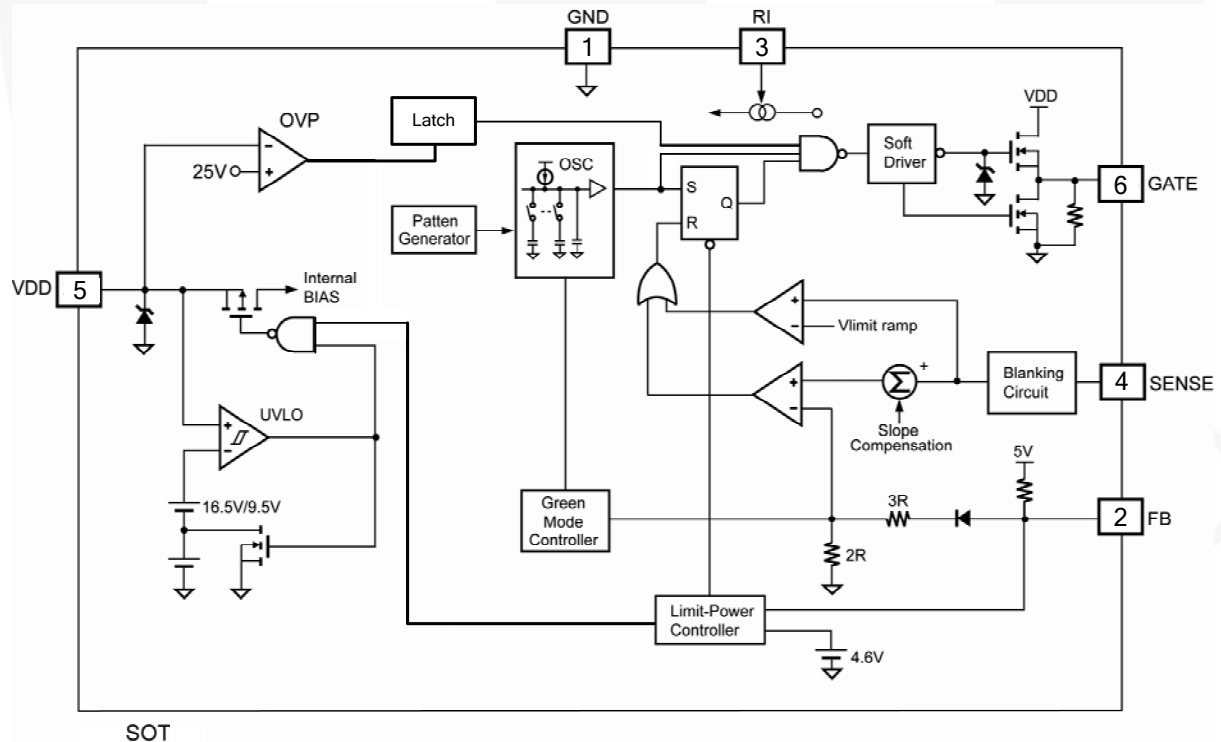 GND
1
RI
3
VDD
OVP
Latch
25V
-
+
OSC
Soft
Driver
6
GATE
Patten
Generator
S
Q
R
VDD
5
Internal
BIAS
+
-
Vlimit ramp
Blanking
Circuit
4
SENSE
+
Σ
+
-
Slope
Compensation
UVLO
+
-
5V
16.5V/9.5V
Green
Mode
Controller
3R
2
FB
2R
Limit-Power
Controller
4.6V
SOT